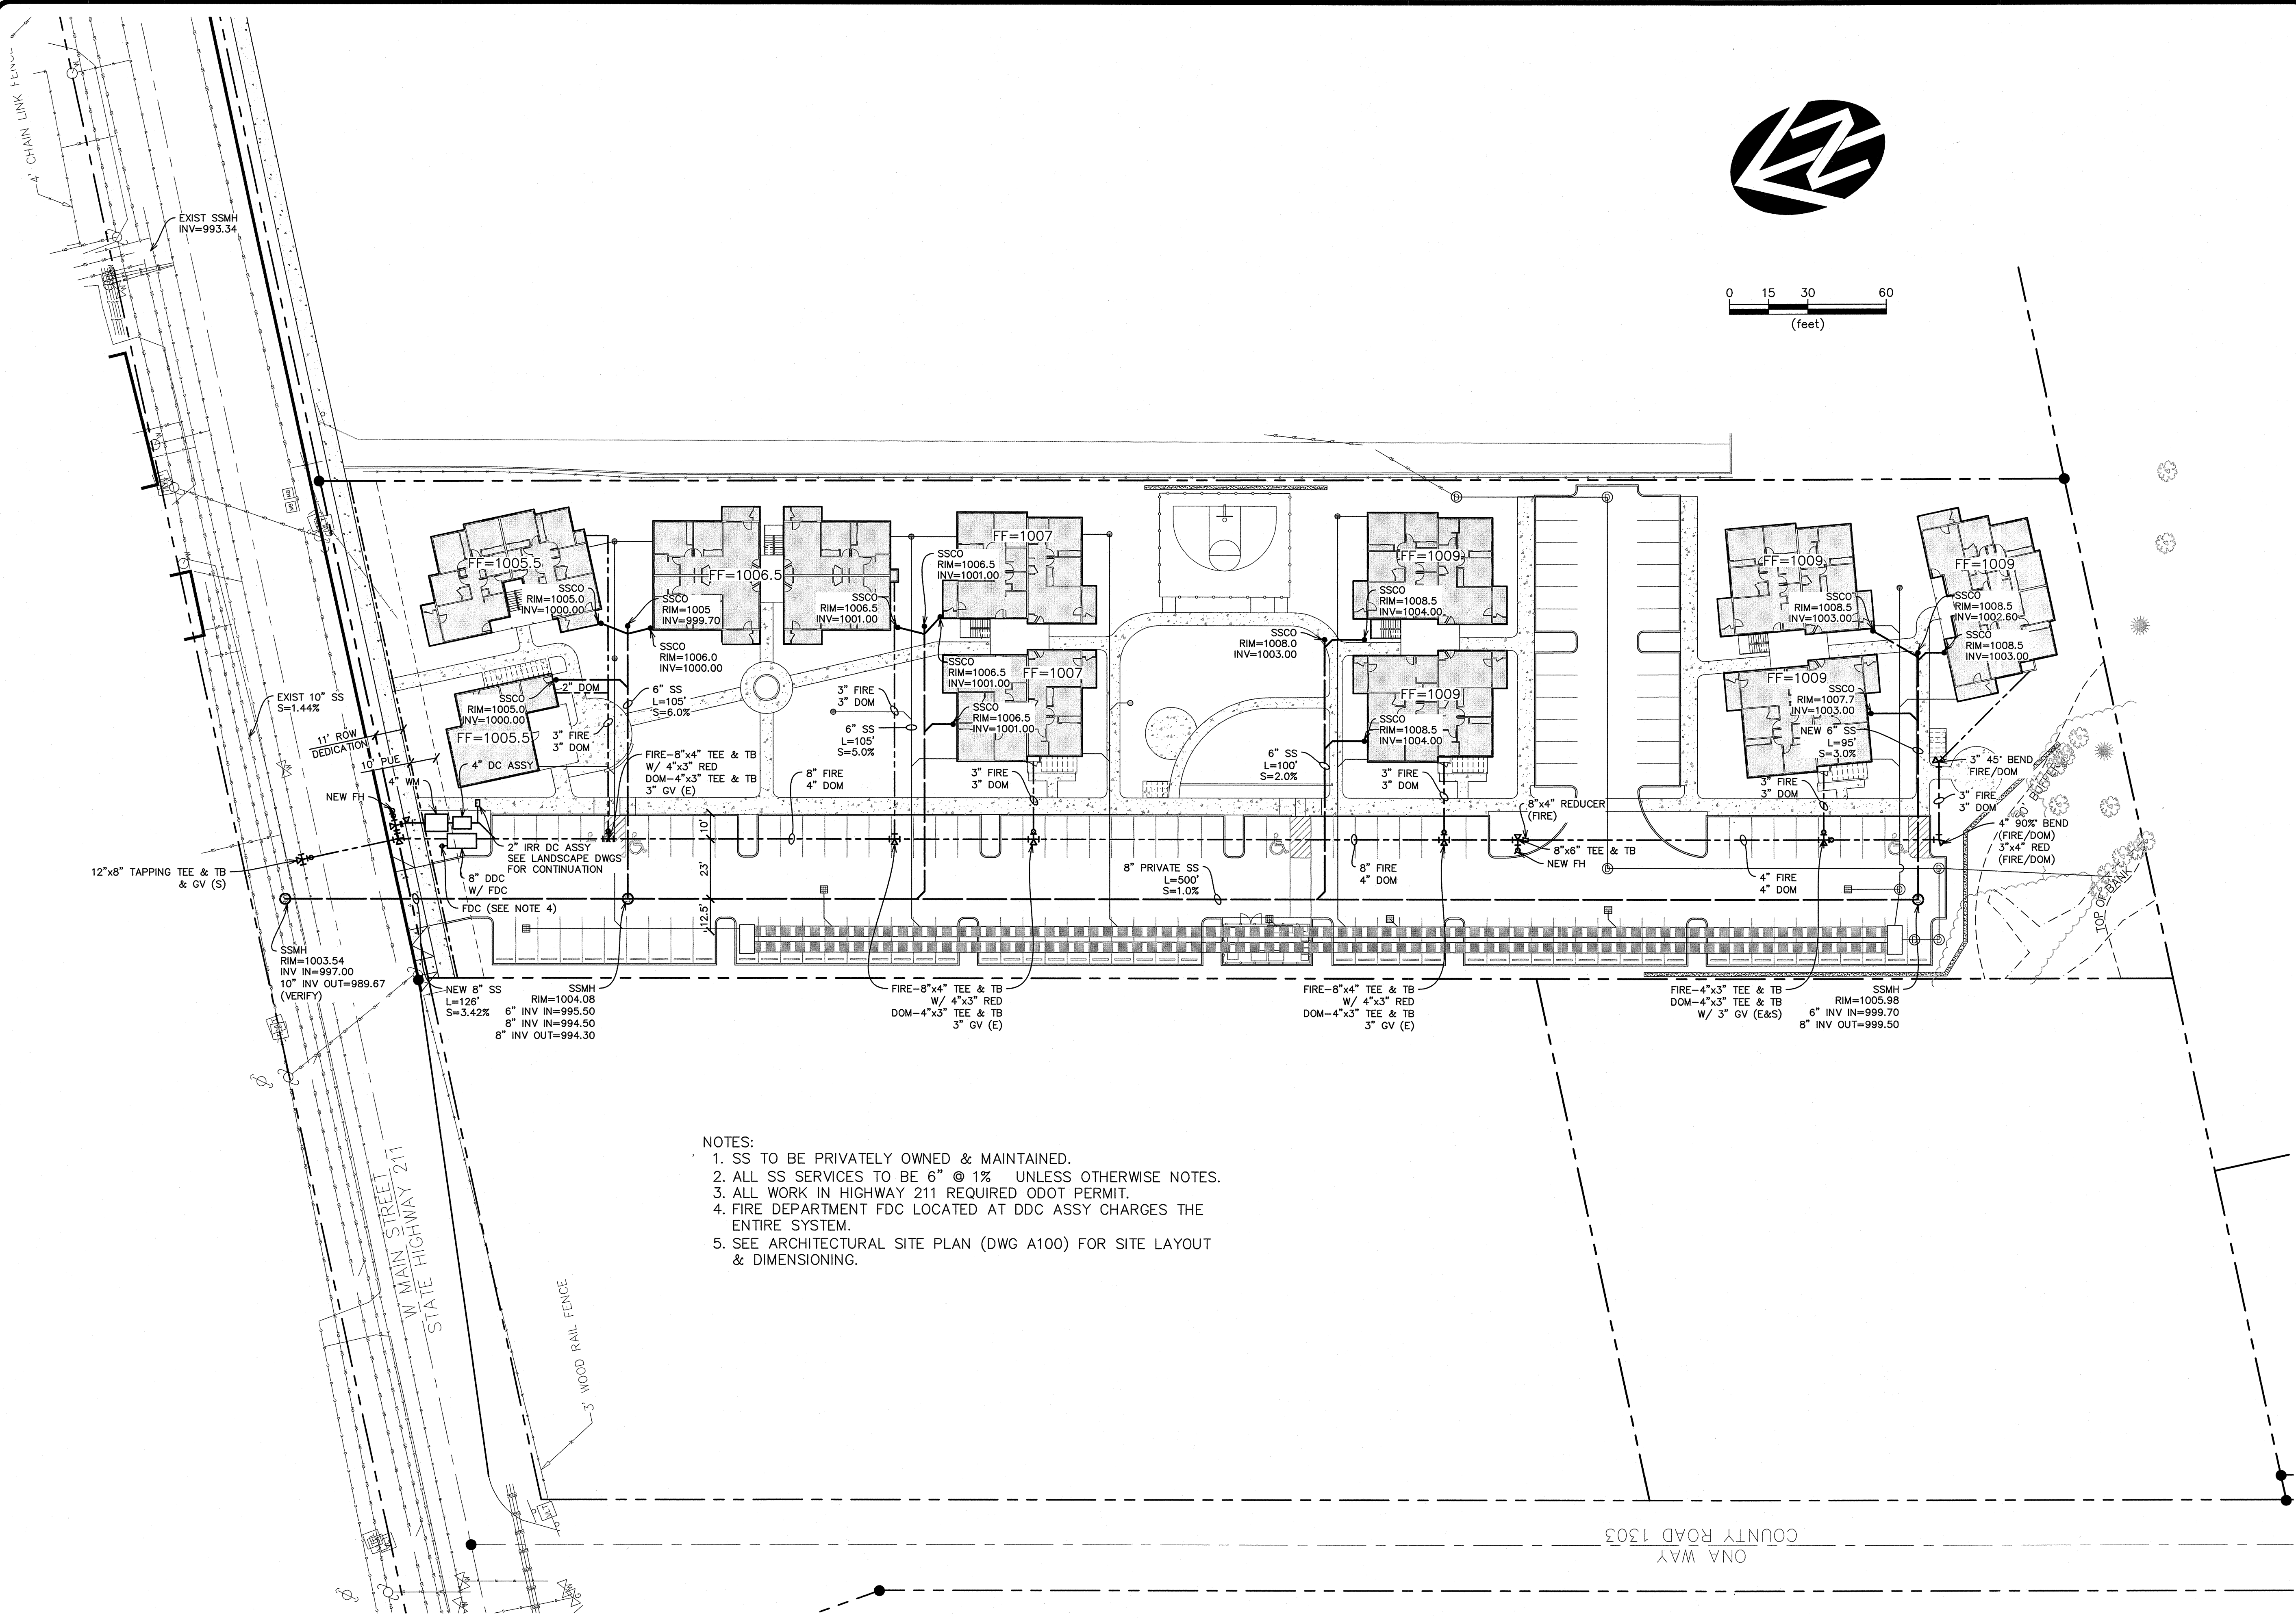 4' CHAIN LINK FENCE
EXIST SSMH
INV=993.34
0 15 30 60
(feet)
FF=1005.5
SSCO
RIM=1005.0
INV=1000.00
SSCO
RIM=1005
INV=999.70
FF=1006.5
SSCO
RIM=1006.0
INV=1000.00
SSCO
RIM=1006.5
INV=1001.00
SSCO
RIM=1006.5
INV=1001.00
FF=1007
SSCO
RIM=1006.5
INV=1001.00
FF=1007
SSCO
RIM=1006.5
INV=1001.00
FF=1009
SSCO
RIM=1008.5
INV=1004.00
SSCO
RIM=1008.0
INV=1003.00
FF=1009
SSCO
RIM=1008.5
INV=1004.00
FF=1009
SSCO
RIM=1008.5
INV=1003.00
FF=1009
SSCO
RIM=1008.5
INV=1002.60
SSCO
RIM=1008.5
INV=1003.00
FF=1009
SSCO
RIM=1007.7
INV=1003.00
NEW 6" SS
L=95'
S=3.0%
EXIST 10" SS
S=1.44%
11' ROW
DEDICATION
10' PUE
SSCO
RIM=1005.0
INV=1000.00
FF=1005.5
2" DOM
3" FIRE
3" DOM
6" SS
L=105'
S=6.0%
4" DC ASSY
4" WM
NEW FH
FIRE-8"x4" TEE & TB
W/ 4"x3" RED
DOM-4"x3" TEE & TB
3" GV (E)
3" FIRE
3" DOM
6" SS
L=105'
S=5.0%
8" FIRE
4" DOM
3" FIRE
3" DOM
6" SS
L=100'
S=2.0%
3" FIRE
3" DOM
8"x4" REDUCER
(FIRE)
8"x6" TEE & TB
NEW FH
3" FIRE
3" DOM
3" 45° BEND
FIRE/DOM
3" FIRE
3" DOM
4" 90% BEND
(FIRE/DOM)
3"x4" RED
(FIRE/DOM)
50' BUFFER
TOP OF BANK
12"x8" TAPPING TEE & TB
& GV (S)
2" IRR DC ASSY
SEE LANDSCAPE DWGS
FOR CONTINUATION
8" DDC
W/ FDC
FDC (SEE NOTE 4)
10'
23'
12.5'
8" PRIVATE SS
L=500'
S=1.0%
8" FIRE
4" DOM
4" FIRE
4" DOM
SSMH
RIM=1003.54
INV IN=997.00
10" INV OUT=989.67
(VERIFY)
NEW 8" SS
L=126'
S=3.42%
SSMH
RIM=1004.08
6" INV IN=995.50
8" INV IN=994.50
8" INV OUT=994.30
FIRE-8"x4" TEE & TB
W/ 4"x3" RED
DOM-4"x3" TEE & TB
3" GV (E)
FIRE-8"x4" TEE & TB
W/ 4"x3" RED
DOM-4"x3" TEE & TB
3" GV (E)
FIRE-4"x3" TEE & TB
DOM-4"x3" TEE & TB
W/ 3" GV (E&S)
SSMH
RIM=1005.98
6" INV IN=999.70
8" INV OUT=999.50
W MAIN STREET
STATE HIGHWAY 211
3' WOOD RAIL FENCE
NOTES:
1. SS TO BE PRIVATELY OWNED & MAINTAINED.
2. ALL SS SERVICES TO BE 6" @ 1% UNLESS OTHERWISE NOTES.
3. ALL WORK IN HIGHWAY 211 REQUIRED ODOT PERMIT.
4. FIRE DEPARTMENT FDC LOCATED AT DDC ASSY CHARGES THE
ENTIRE SYSTEM.
5. SEE ARCHITECTURAL SITE PLAN (DWG A100) FOR SITE LAYOUT
& DIMENSIONING.
ONA WAY
COUNTY ROAD 1303